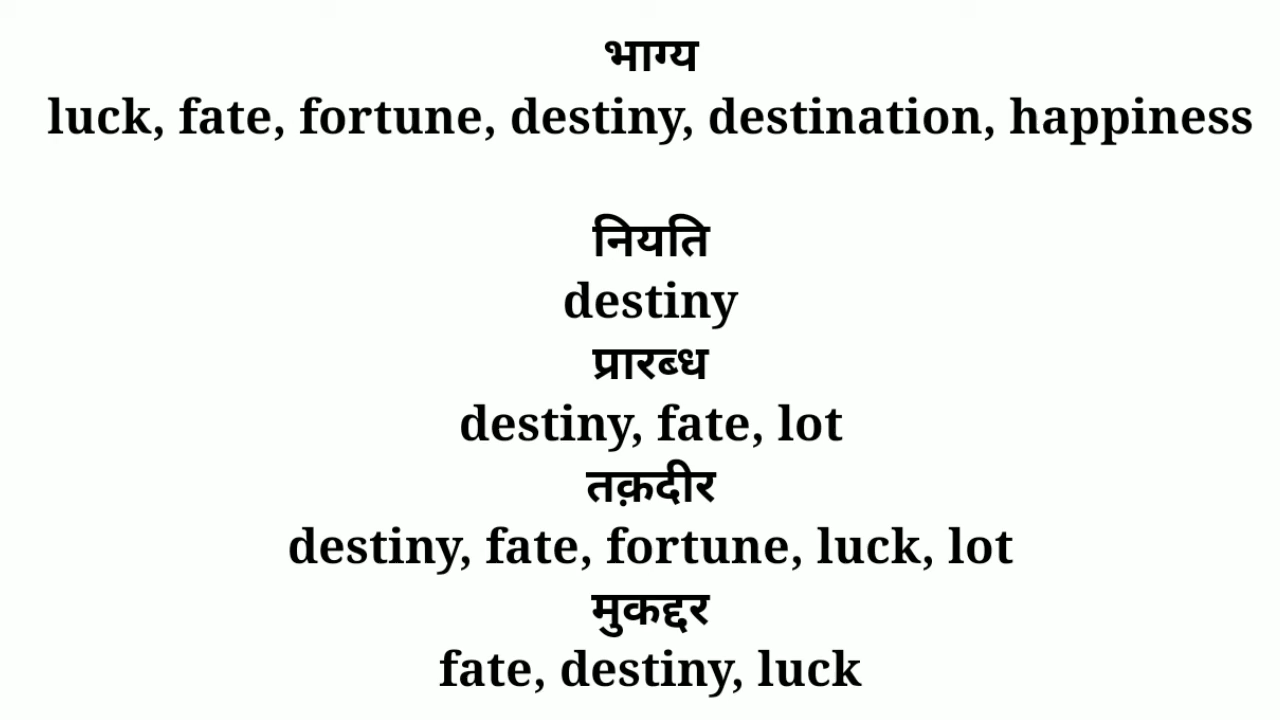 भाग्य
luck, fate, fortune, destiny, destination, happiness
नियति
destiny
प्रारब्ध
destiny, fate, lot
तक़दीर
destiny, fate, fortune, luck, lot
मुकद्दर
fate, destiny, luck